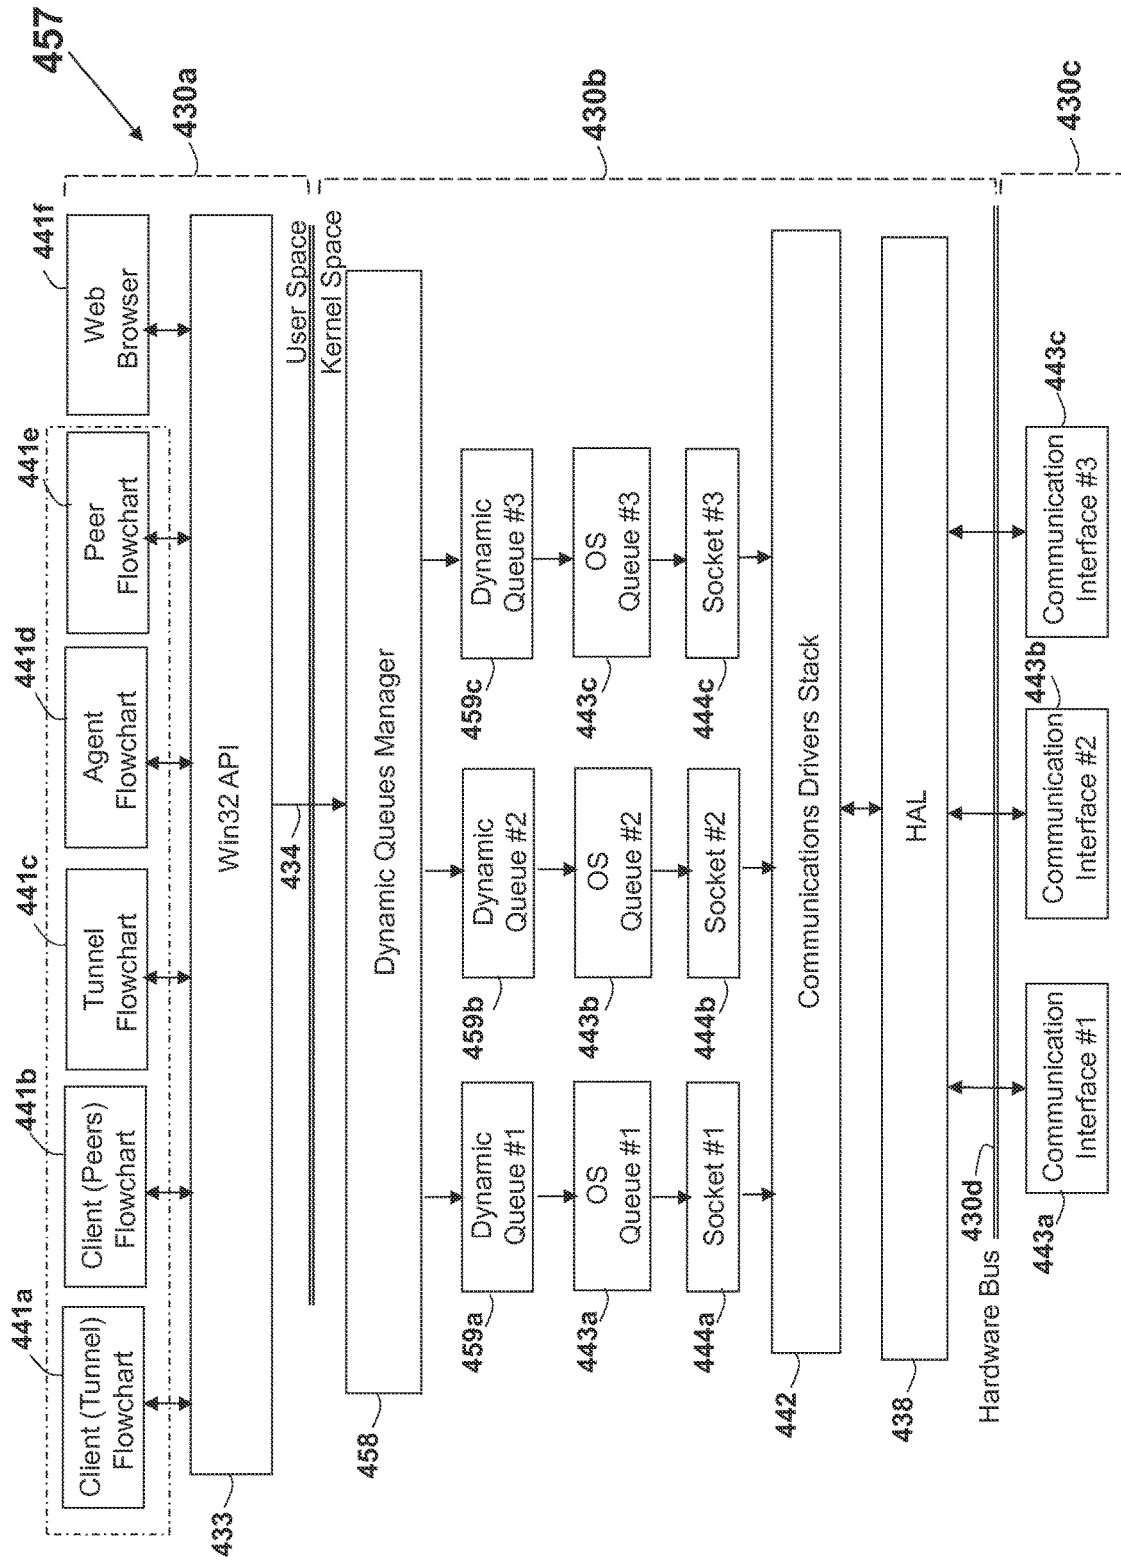 457
430a
430b
430c
441a
441b
441c
441d
441e
441f
Client (Tunnel)
Flowchart
Client (Peers)
Flowchart
Tunnel
Flowchart
Agent
Flowchart
Peer
Flowchart
Web
Browser
433
Win32 API
434
User Space
Kernel Space
458
Dynamic Queues Manager
459a
Dynamic
Queue #1
459b
Dynamic
Queue #2
459c
Dynamic
Queue #3
443a
OS
Queue #1
443b
OS
Queue #2
443c
OS
Queue #3
444a
Socket #1
444b
Socket #2
444c
Socket #3
442
Communications Drivers Stack
438
HAL
Hardware Bus
430d
443a
Communication
Interface #1
443b
Communication
Interface #2
443c
Communication
Interface #3